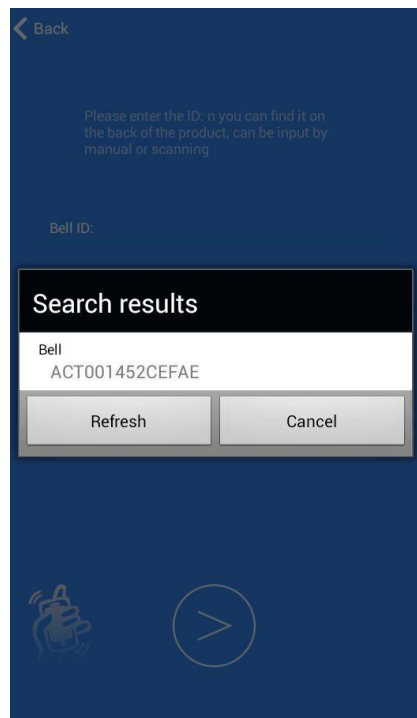 Back
Please enter the ID: n you can find it on
the back of the product, can be input by
manual or scanning
Bell ID:
Search results
Bell
ACT001452CEFAE
Refresh
Cancel